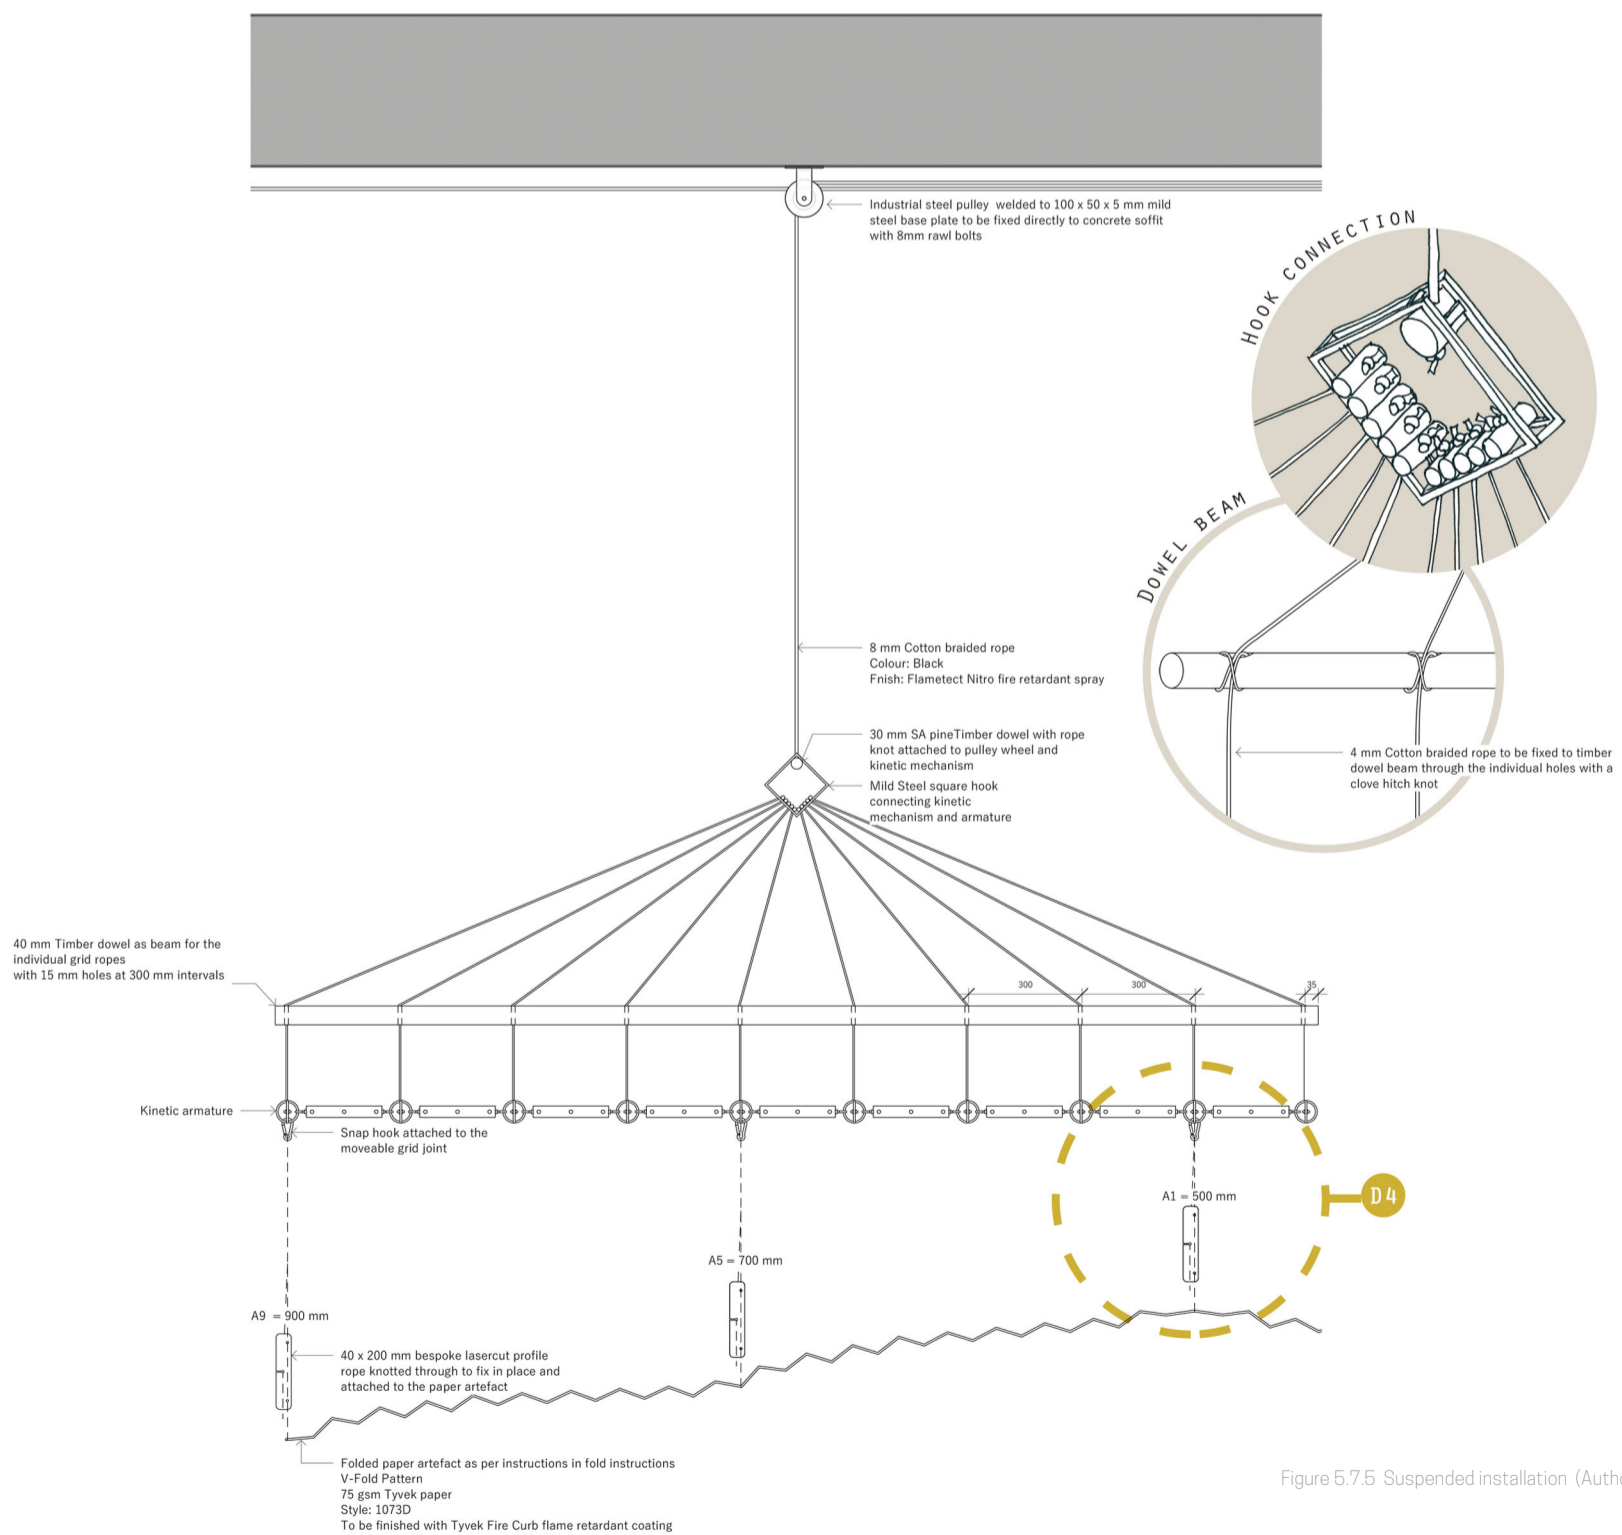 Industrial steel pulley  welded to 100 x 50 x 5 mm mild
steel base plate to be fixed directly to concrete soffit
with 8mm rawl bolts
HOOK CONNECTION
DOWEL BEAM
8 mm Cotton braided rope
Colour: Black
Fnish: Flametect Nitro fire retardant spray
30 mm SA pineTimber dowel with rope
knot attached to pulley wheel and
kinetic mechanism
Mild Steel square hook
connecting kinetic
mechanism and armature
4 mm Cotton braided rope to be fixed to timber
dowel beam through the individual holes with a
clove hitch knot
40 mm Timber dowel as beam for the
individual grid ropes
with 15 mm holes at 300 mm intervals
300
300
35
Kinetic armature
Snap hook attached to the
moveable grid joint
A1 = 500 mm
D4
A5 = 700 mm
A9  = 900 mm
40 x 200 mm bespoke lasercut profile
rope knotted through to fix in place and
attached to the paper artefact
Folded paper artefact as per instructions in fold instructions
V-Fold Pattern
75 gsm Tyvek paper
Style: 1073D
To be finished with Tyvek Fire Curb flame retardant coating
Figure 5.7.5  Suspended installation